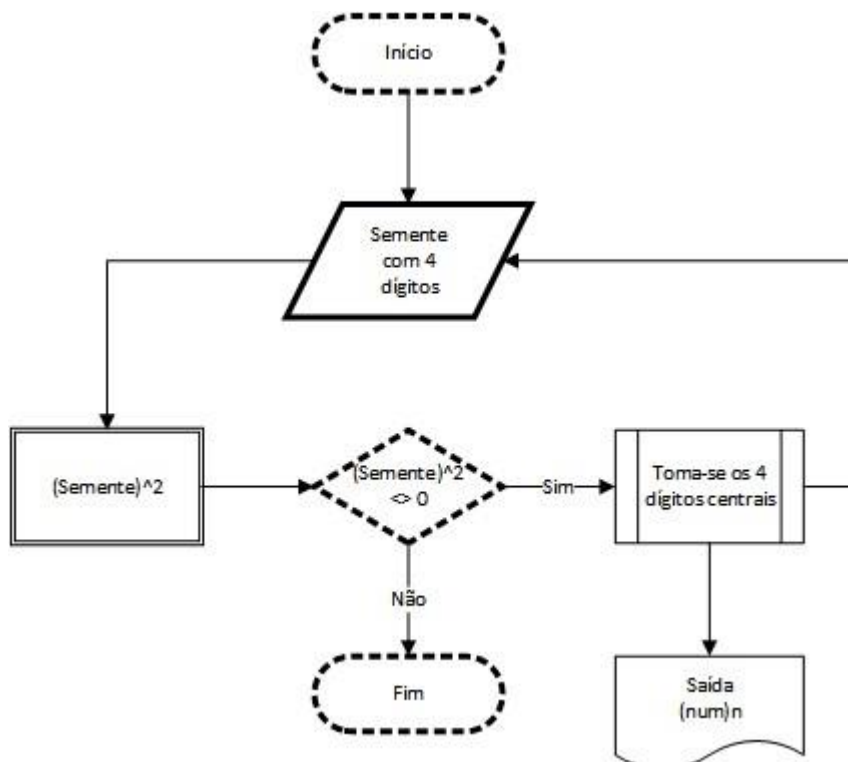 Início
Semente
com 4
dígitos
(Semente)^2
(Semente)^2
<> 0
Sim
Toma-se os 4
dígitos centrais
Não
Fim
Saída
(num)n